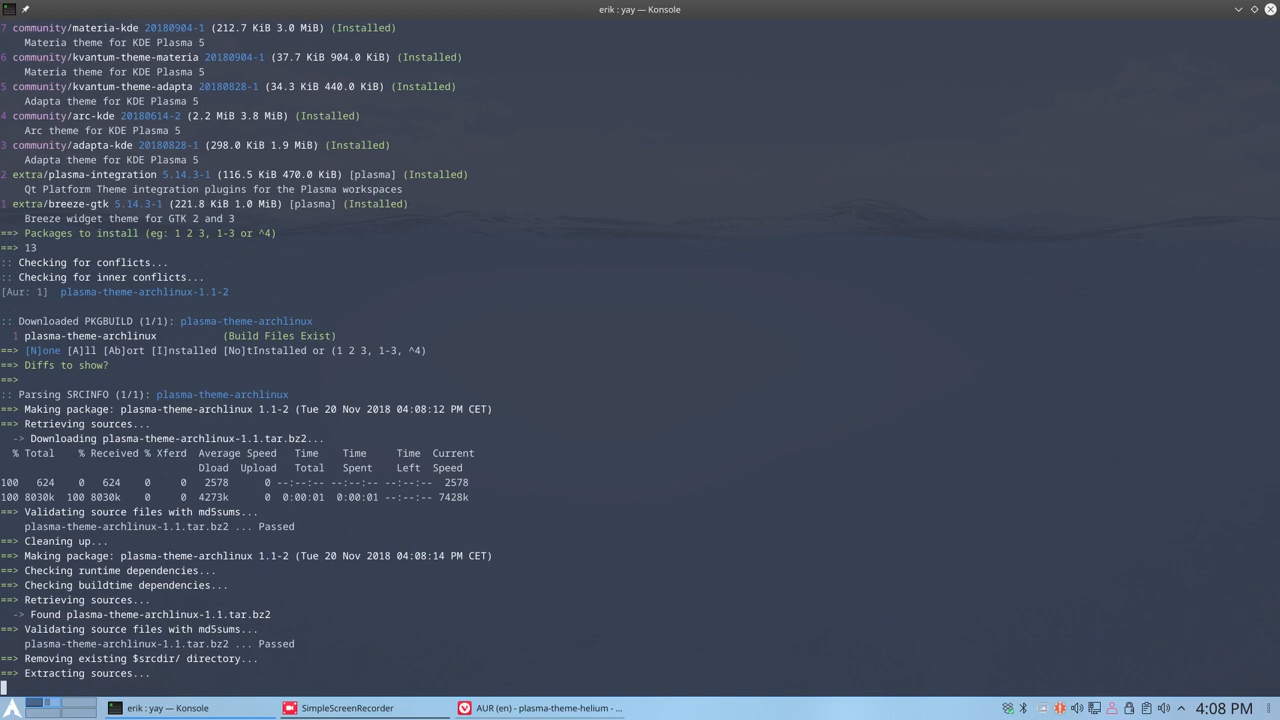 erik : yay — Konsole
7 community/materia-kde 20180904-1 (212.7 KiB 3.0 MiB) (Installed)
Materia theme for KDE Plasma 5
6 community/kvantum-theme-materia 20180904-1 (37.7 KiB 904.0 KiB) (Installed)
Materia theme for KDE Plasma 5
5 community/kvantum-theme-adapta 20180828-1 (34.3 KiB 440.0 KiB) (Installed)
Adapta theme for KDE Plasma 5
4 community/arc-kde 20180614-2 (2.2 MiB 3.8 MiB) (Installed)
Arc theme for KDE Plasma 5
3 community/adapta-kde 20180828-1 (298.0 KiB 1.9 MiB) (Installed)
Adapta theme for KDE Plasma 5
2 extra/plasma-integration 5.14.3-1 (116.5 KiB 470.0 KiB) [plasma] (Installed)
Qt Platform Theme integration plugins for the Plasma workspaces
1 extra/breeze-gtk 5.14.3-1 (221.8 KiB 1.0 MiB) [plasma] (Installed)
Breeze widget theme for GTK 2 and 3
==> Packages to install (eg: 1 2 3, 1-3 or ^4)
==> 13
:: Checking for conflicts...
:: Checking for inner conflicts...
[Aur: 1]  plasma-theme-archlinux-1.1-2
:: Downloaded PKGBUILD (1/1): plasma-theme-archlinux
1 plasma-theme-archlinux (Build Files Exist)
==> [N]one [A]ll [Ab]ort [I]nstalled [No]tInstalled or (1 2 3, 1-3, ^4)
==> Diffs to show?
==>
:: Parsing SRCINFO (1/1): plasma-theme-archlinux
==> Making package: plasma-theme-archlinux 1.1-2 (Tue 20 Nov 2018 04:08:12 PM CET)
==> Retrieving sources...
-> Downloading plasma-theme-archlinux-1.1.tar.bz2...
% Total % Received % Xferd Average Speed Time Time Time Current
Dload Upload Total Spent Left Speed
100 624 0 624 0 0 2578 0 --:--:-- --:--:-- --:--:-- 2578
100 8030k 100 8030k 0 0 4273k 0 0:00:01 0:00:01 --:--:-- 7428k
==> Validating source files with md5sums...
plasma-theme-archlinux-1.1.tar.bz2 ... Passed
==> Cleaning up...
==> Making package: plasma-theme-archlinux 1.1-2 (Tue 20 Nov 2018 04:08:14 PM CET)
==> Checking runtime dependencies...
==> Checking buildtime dependencies...
==> Retrieving sources...
-> Found plasma-theme-archlinux-1.1.tar.bz2
==> Validating source files with md5sums...
plasma-theme-archlinux-1.1.tar.bz2 ... Passed
==> Removing existing $srcdir/ directory...
==> Extracting sources...
erik : yay — Konsole
SimpleScreenRecorder
AUR (en) - plasma-theme-helium - ...
4:08 PM